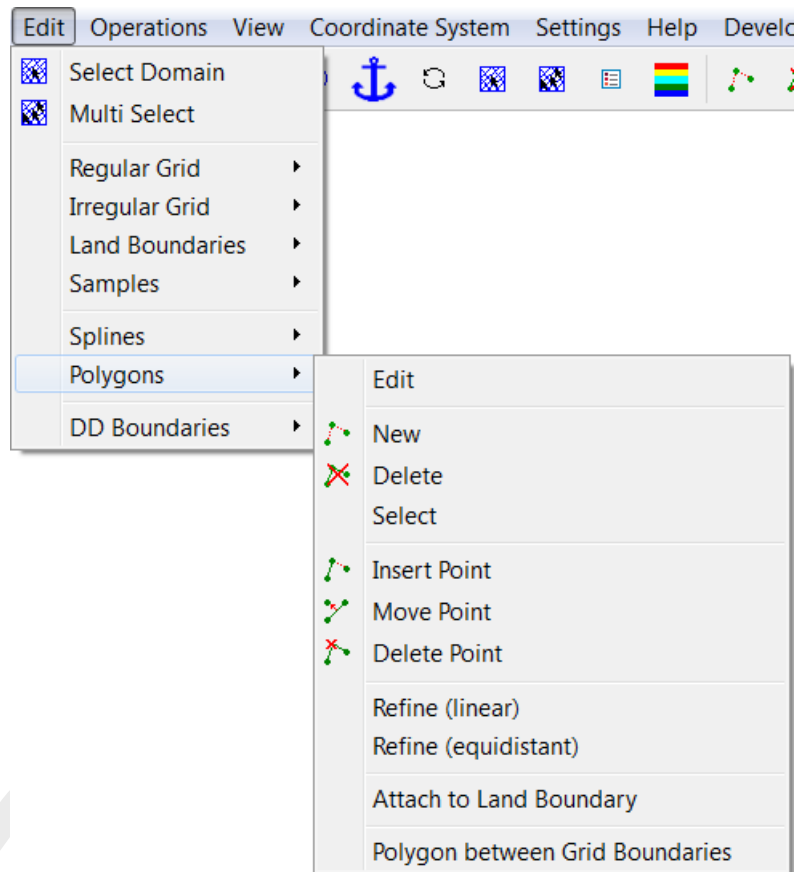 Edit Operations View Coordinate System Settings Help
Select Domain
Multi Select
Regular Grid
Irregular Grid
Land Boundaries
Samples
Splines
Polygons
DD Boundaries
Edit
New
Delete
Select
Insert Point
Move Point
Delete Point
Refine (linear)
Refine (equidistant)
Attach to Land Boundary
Polygon between Grid Boundaries